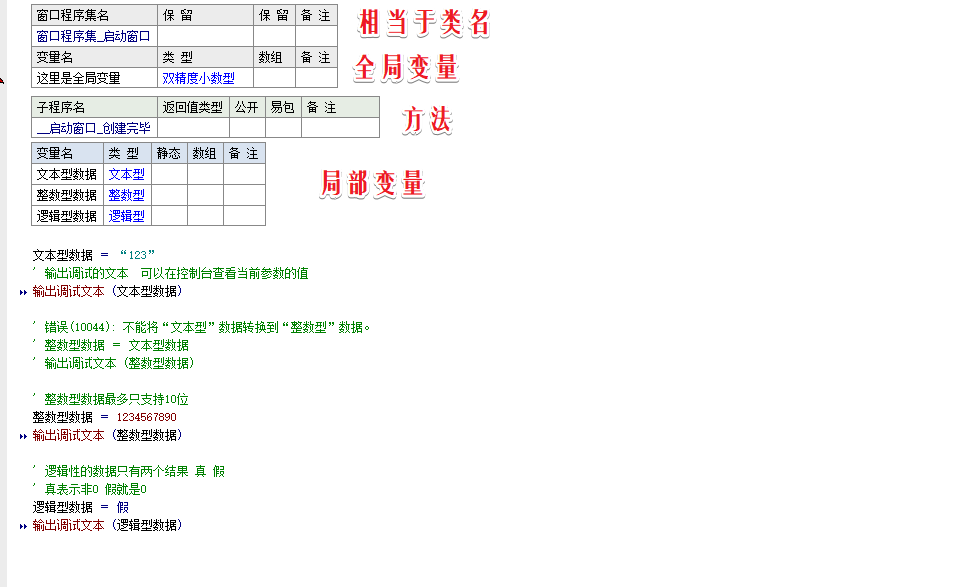 窗口程序集名 保 留 保 留 备 注
窗口程序集_启动窗口
变量名 类 型 数组 备 注
这里是全局变量 双精度小数型
相当于类名
全局变量
子程序名 返回值类型 公开 易包 备 注
__启动窗口_创建完毕
方法
变量名 类 型 静态 数组 备 注
文本型数据 文本型
整数型数据 整数型
逻辑型数据 逻辑型
局部变量
文本型数据 = “123”
' 输出调试的文本 可以在控制台查看当前参数的值
输出调试文本 (文本型数据)
' 错误(10044): 不能将“文本型”数据转换到“整数型”数据。
' 整数型数据 = 文本型数据
' 输出调试文本 (整数型数据)
' 整数型数据最多只支持10位
整数型数据 = 1234567890
输出调试文本 (整数型数据)
' 逻辑性的数据只有两个结果 真 假
' 真表示非0 假就是0
逻辑型数据 = 假
输出调试文本 (逻辑型数据)